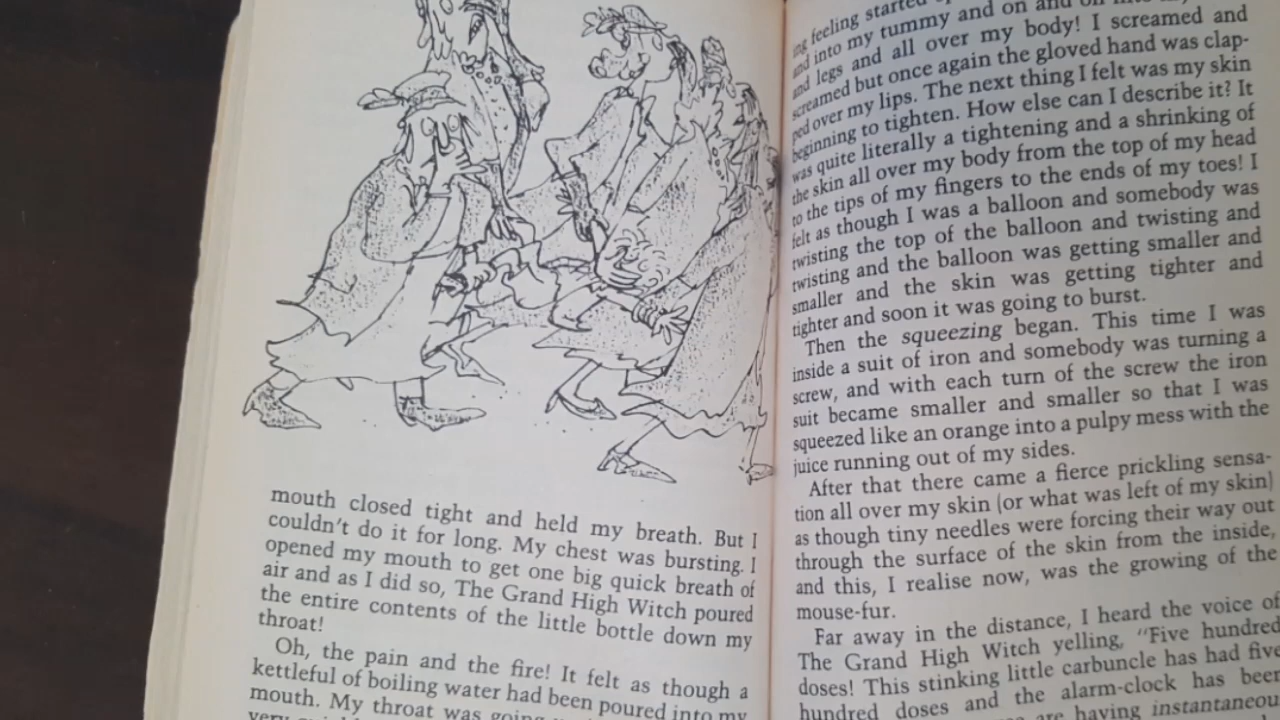 mouth closed tight and held my breath. But I
couldn't do it for long. My chest was bursting. I
opened my mouth to get one big quick breath of
air and as I did so, The Grand High Witch poured
the entire contents of the little bottle down my
throat!
Oh, the pain and the fire! It felt as though a
kettleful of boiling water had been poured into my
mouth. My throat was going
feeling started
and into my tummy and on and on
and legs and all over my body! I screamed and
screamed but once again the gloved hand was clap-
ped over my lips. The next thing I felt was my skin
beginning to tighten. How else can I describe it? It
was quite literally a tightening and a shrinking of
the skin all over my body from the top of my head
to the tips of my fingers to the ends of my toes! I
felt as though I was a balloon and somebody was
twisting the top of the balloon and twisting and
twisting and the balloon was getting smaller and
smaller and the skin was getting tighter and
tighter and soon it was going to burst.
Then the squeezing began. This time I was
inside a suit of iron and somebody was turning a
screw, and with each turn of the screw the iron
suit became smaller and smaller so that I was
squeezed like an orange into a pulpy mess with the
juice running out of my sides.
After that there came a fierce prickling sensa-
tion all over my skin (or what was left of my skin)
as though tiny needles were forcing their way out
through the surface of the skin from the inside,
and this, I realise now, was the growing of the
mouse-fur.
Far away in the distance, I heard the voice of
The Grand High Witch yelling, "Five hundred
doses! This stinking little carbuncle has had five
hundred doses and the alarm-clock has been
are having instantaneou